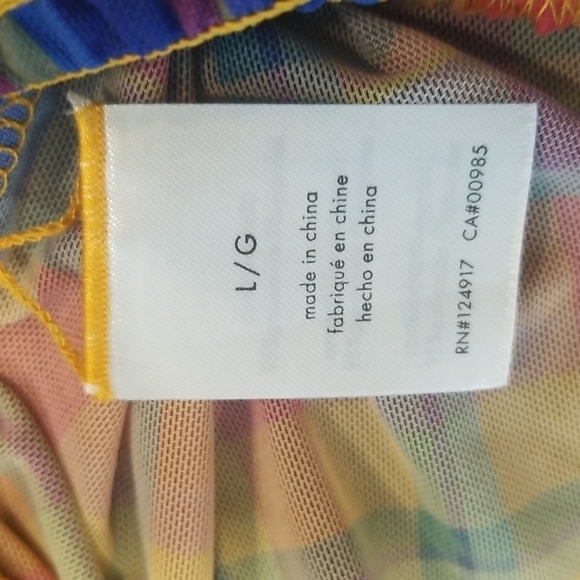 L/G
made in china
fabriqué en chine
hecho en china
RN#124917 CA#00985